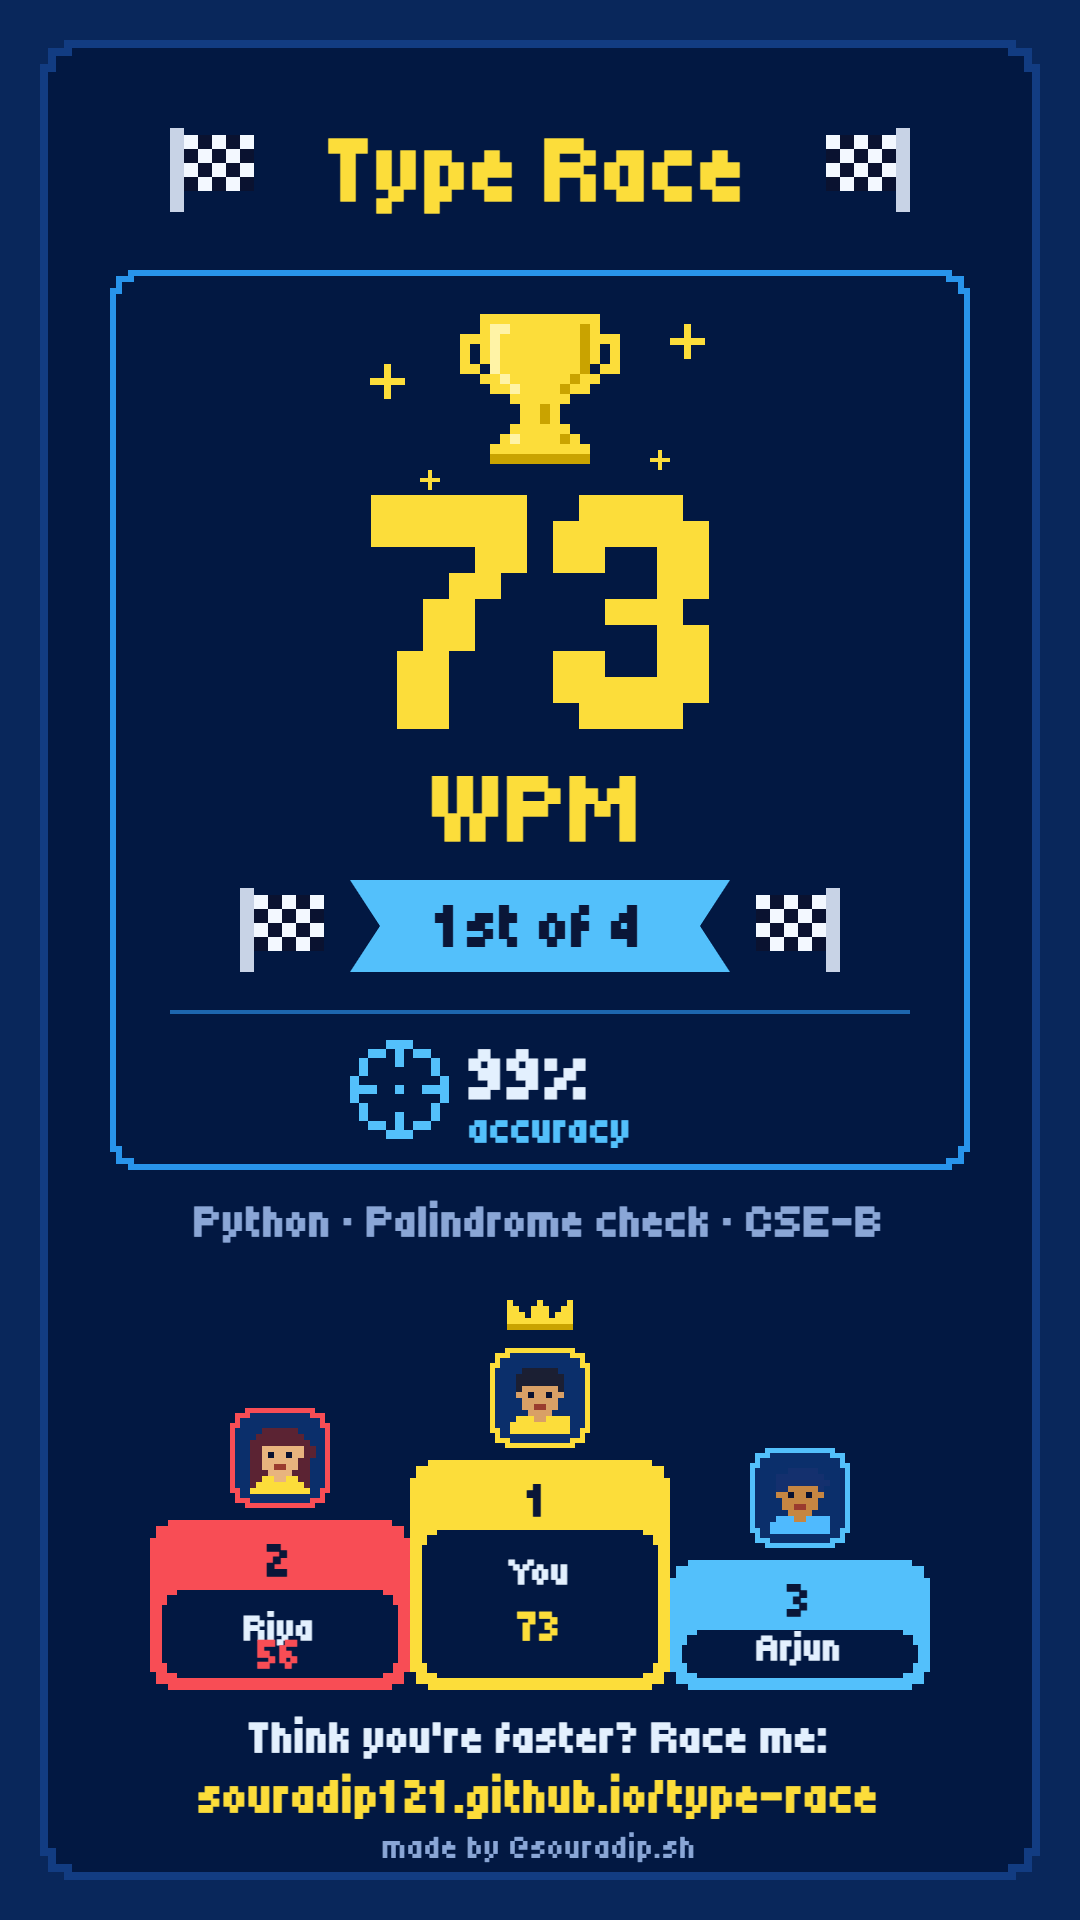 Type Race
73
WPM
1st of 4
99%
accuracy
Python · Palindrome check · CSE-B
1
You
73
2
Riya
56
3
Arjun
Think you're faster? Race me:
souradip121.github.io/type-race
made by @souradip.sh